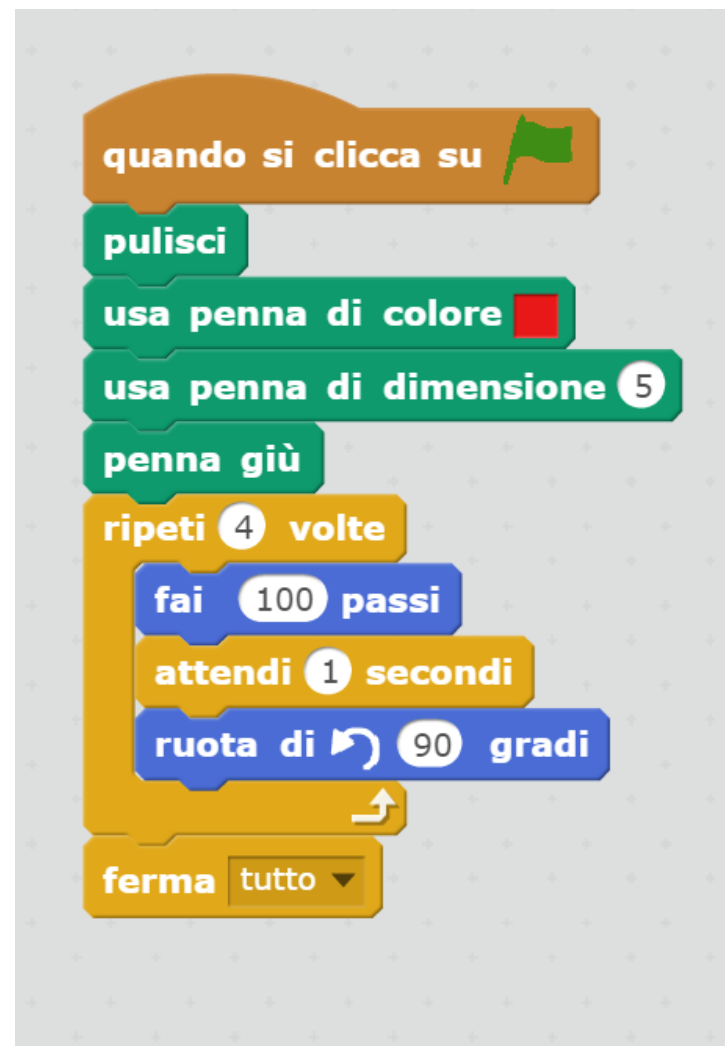 quando si clicca su
pulisci
usa penna di colore
usa penna di dimensione 5
penna giù
ripeti 4 volte
fai 100 passi
attendi 1 secondi
ruota di 90 gradi
ferma tutto